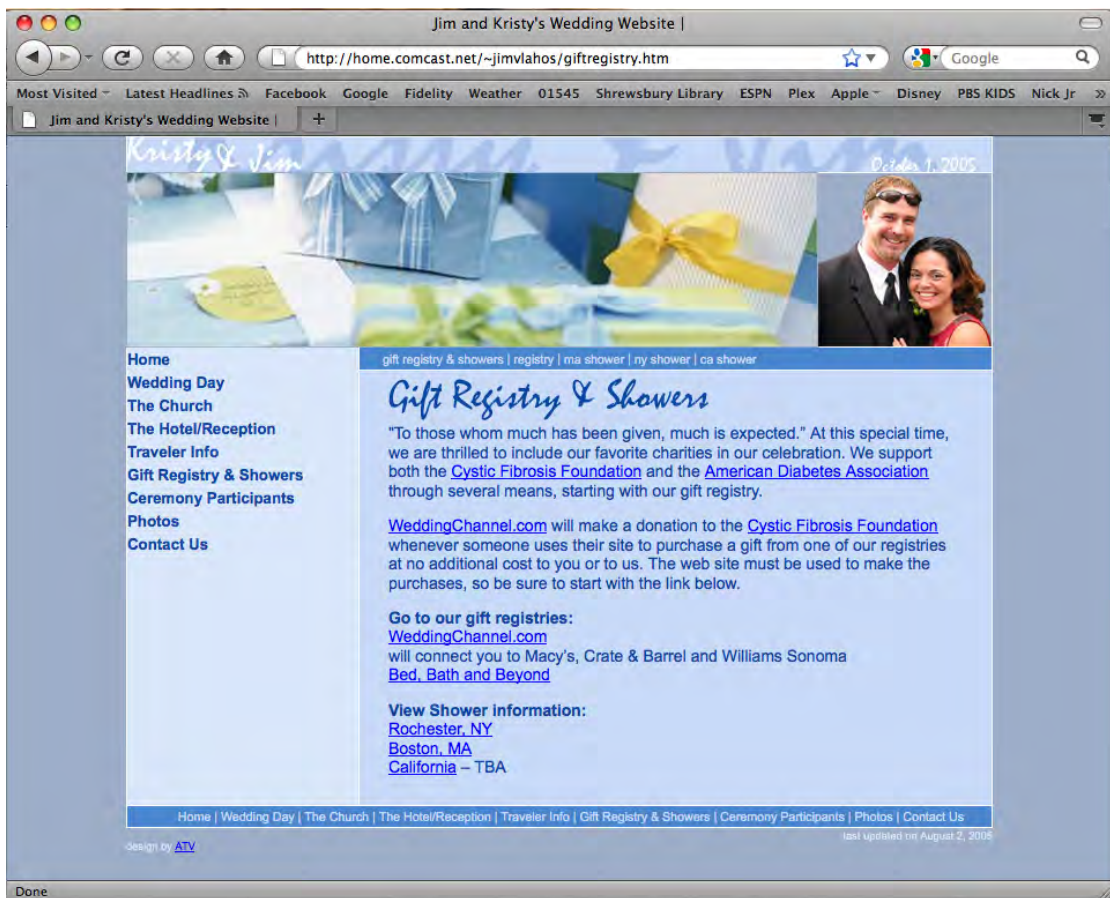 Jim and Kristy's Wedding Website |
http://home.comcast.net/~jimvlahos/giftregistry.htm
Google
Most Visited Latest Headlines Facebook Google Fidelity Weather 01545 Shrewsbury Library ESPN Plex Apple Disney PBS KIDS Nick Jr »
Jim and Kristy's Wedding Website | +
Kristy & Jim
October 1, 2005
Home
Wedding Day
The Church
The Hotel/Reception
Traveler Info
Gift Registry & Showers
Ceremony Participants
Photos
Contact Us
gift registry & showers | registry | ma shower | ny shower | ca shower
Gift Registry & Showers
"To those whom much has been given, much is expected." At this special time,
we are thrilled to include our favorite charities in our celebration. We support
both the Cystic Fibrosis Foundation and the American Diabetes Association
through several means, starting with our gift registry.
WeddingChannel.com will make a donation to the Cystic Fibrosis Foundation
whenever someone uses their site to purchase a gift from one of our registries
at no additional cost to you or to us. The web site must be used to make the
purchases, so be sure to start with the link below.
Go to our gift registries:
WeddingChannel.com
will connect you to Macy's, Crate & Barrel and Williams Sonoma
Bed, Bath and Beyond
View Shower information:
Rochester, NY
Boston, MA
California – TBA
Home | Wedding Day | The Church | The Hotel/Reception | Traveler Info | Gift Registry & Showers | Ceremony Participants | Photos | Contact Us
last updated on August 2, 2005
design by ATV
Done